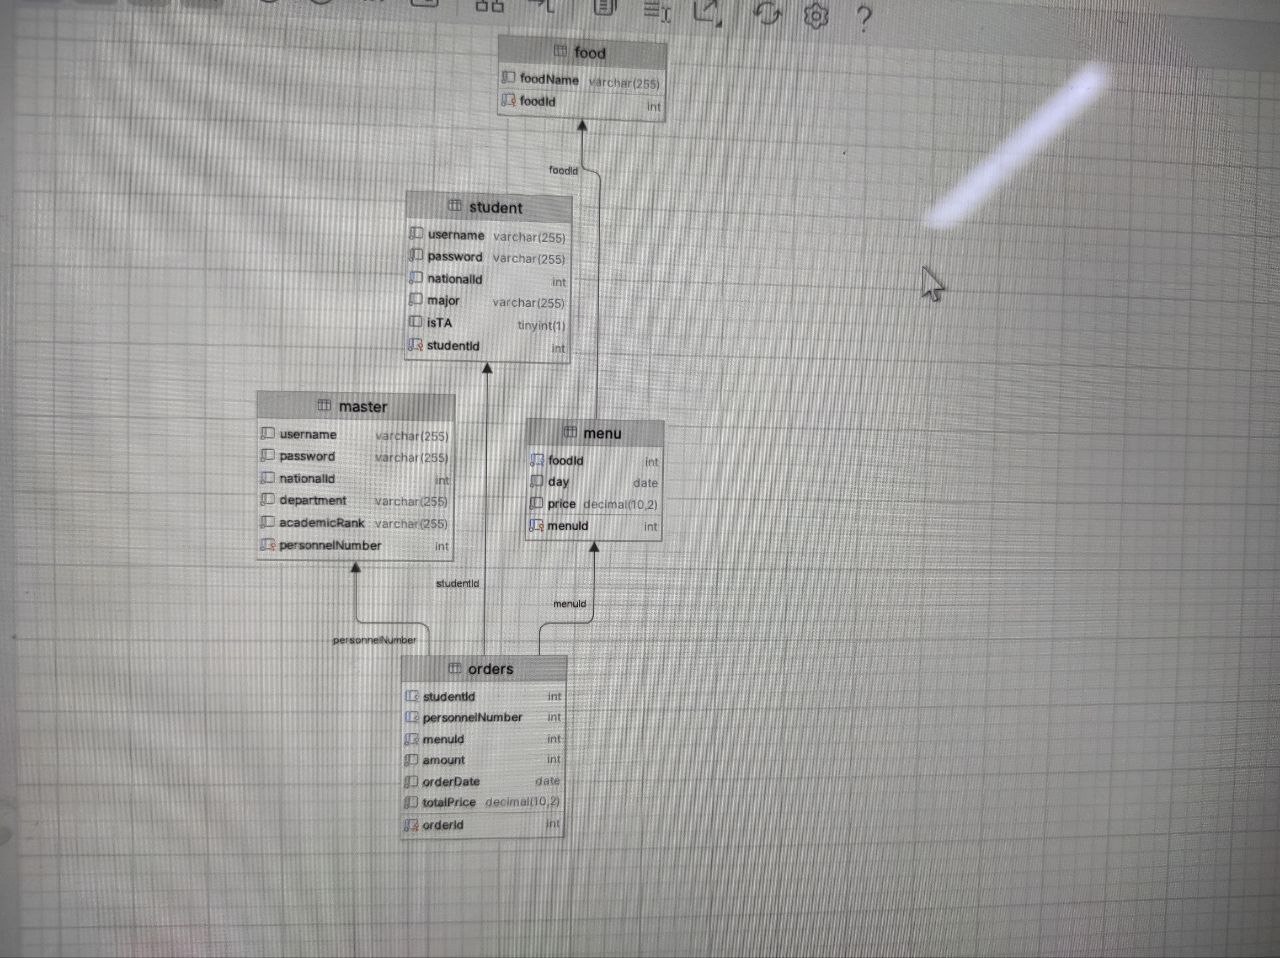 ?
food
foodName varchar(255)
foodId int
foodId
student
username varchar(255)
password varchar(255)
nationalId int
major varchar(255)
isTA tinyint(1)
studentId int
master
username varchar(255)
password varchar(255)
nationalId int
department varchar(255)
academicRank varchar(255)
personnelNumber int
menu
foodId int
day date
price decimal(10,2)
menuId int
studentId
menuId
personnelNumber
orders
studentId int
personnelNumber int
menuId int
amount int
orderDate date
totalPrice decimal(10,2)
orderId int